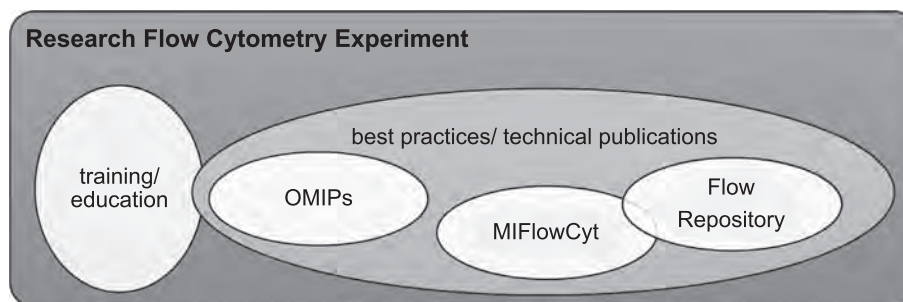 Research Flow Cytometry Experiment
best practices/ technical publications
training/
education
OMIPs
MIFlowCyt
Flow
Repository